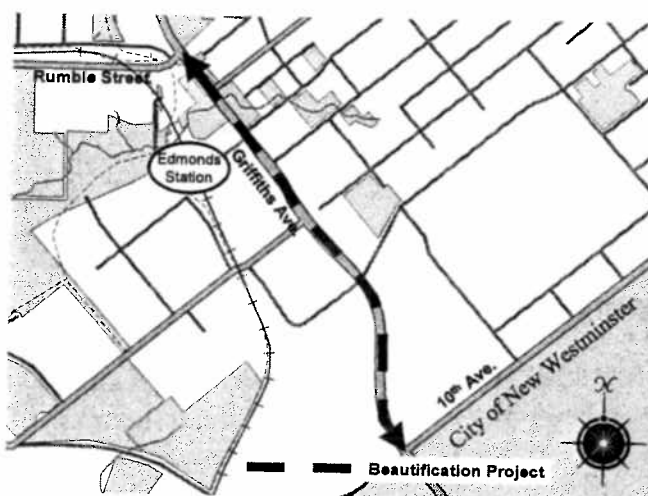 Rumble Street
Edmonds
Station
Griffiths Ave.
10th Ave.
City of New Westminster
Beautification Project